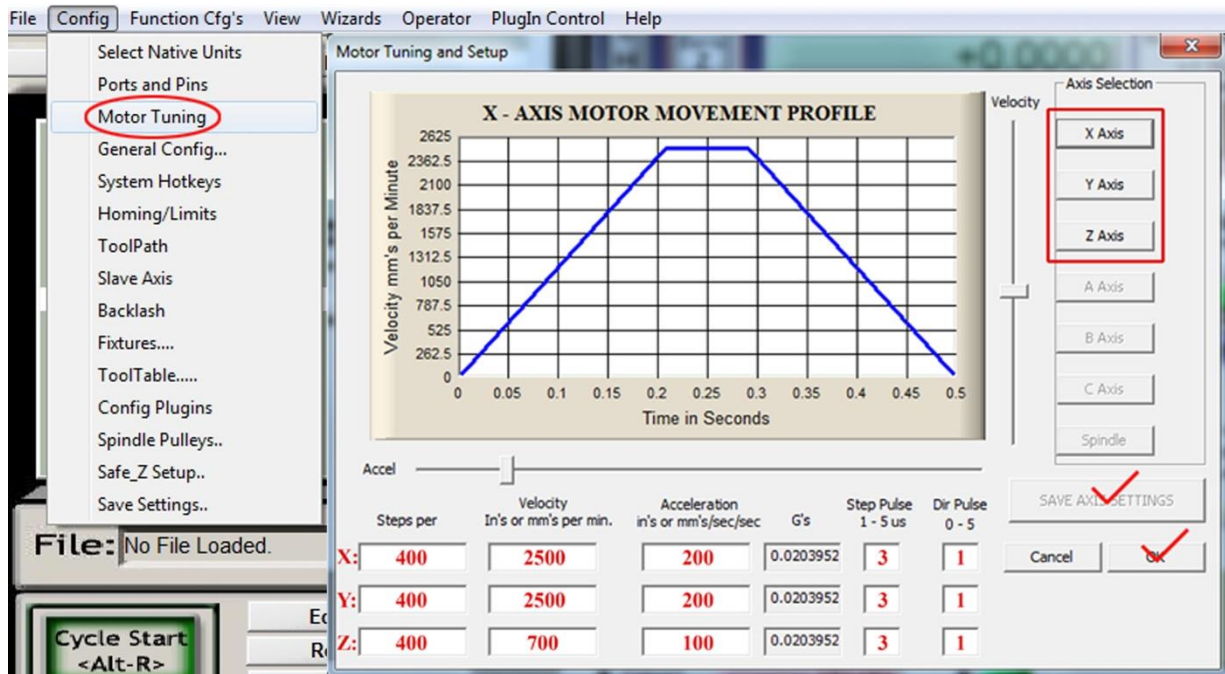 File Config Function Cfg's View Wizards Operator PlugIn Control Help
Select Native Units
Ports and Pins
Motor Tuning
General Config...
System Hotkeys
Homing/Limits
ToolPath
Slave Axis
Backlash
Fixtures....
ToolTable.....
Config Plugins
Spindle Pulleys..
Safe_Z Setup..
Save Settings..
File: No File Loaded.
Cycle Start
<Alt-R>
Motor Tuning and Setup
+0.0000
X - AXIS MOTOR MOVEMENT PROFILE
Velocity mm's per Minute
2625
2362.5
2100
1837.5
1575
1312.5
1050
787.5
525
262.5
0
0 0.05 0.1 0.15 0.2 0.25 0.3 0.35 0.4 0.45 0.5
Time in Seconds
Velocity
Axis Selection
X Axis
Y Axis
Z Axis
A Axis
B Axis
C Axis
Spindle
Accel
SAVE AXIS SETTINGS
Cancel OK
Steps per
Velocity
In's or mm's per min.
Acceleration
in's or mm's/sec/sec
G's
Step Pulse
1 - 5 us
Dir Pulse
0 - 5
X: 400 2500 200 0.0203952 3 1
Y: 400 2500 200 0.0203952 3 1
Z: 400 700 100 0.0203952 3 1